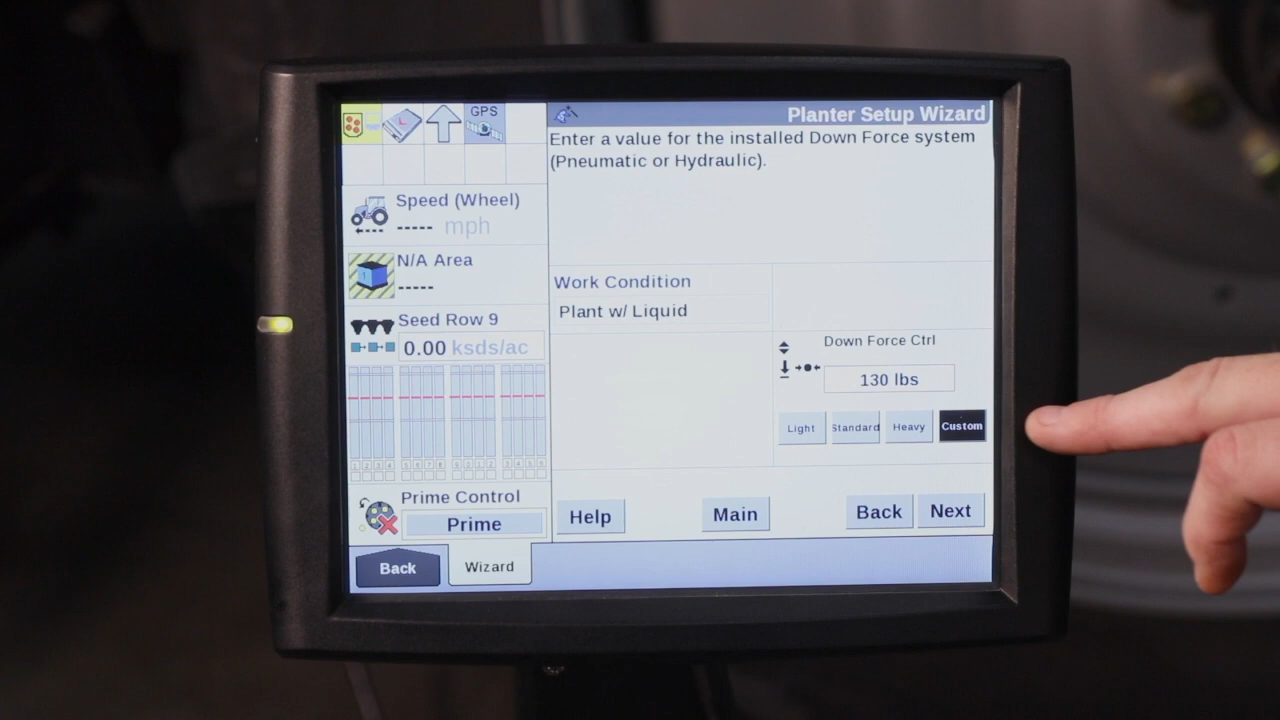 GPS
Planter Setup Wizard
Enter a value for the installed Down Force system
(Pneumatic or Hydraulic).
Speed (Wheel)
----- mph
N/A Area
-----
Seed Row 9
0.00 ksds/ac
Prime Control
Prime
Work Condition
Plant w/ Liquid
Down Force Ctrl
130 lbs
Light
Standard
Heavy
Custom
Help
Main
Back
Next
Back
Wizard